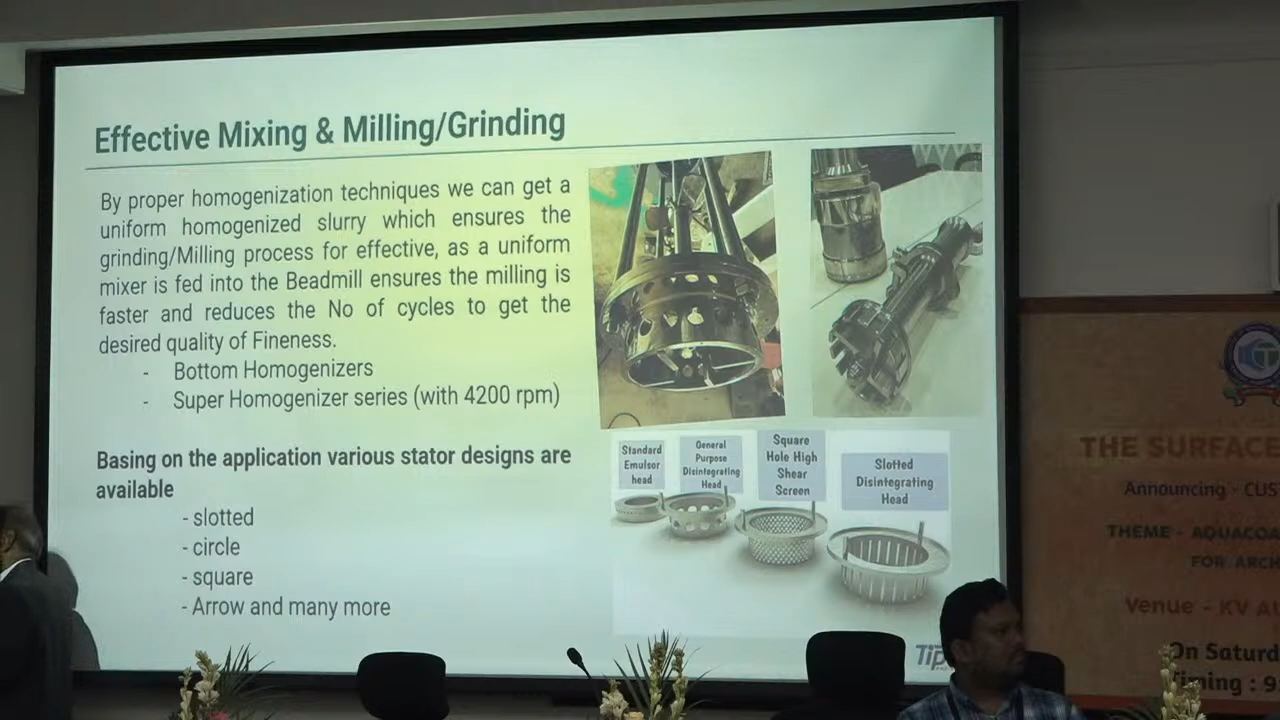 Effective Mixing & Milling/Grinding
By proper homogenization techniques we can get a
uniform homogenized slurry which ensures the
grinding/Milling process for effective, as a uniform
mixer is fed into the Beadmill ensures the milling is
faster and reduces the No of cycles to get the
desired quality of Fineness.
- Bottom Homogenizers
- Super Homogenizer series (with 4200 rpm)
Basing on the application various stator designs are
available
- slotted
- circle
- square
- Arrow and many more
Standard
Emulsor
head
General
Purpose
Disintegrating
Head
Square
Hole High
Shear
Screen
Slotted
Disintegrating
Head
Tip
THE SURFACE
Announcing - CUS
THEME - AQUACOA
FOR ARCH
Venue - KV A
On Saturd
Timing : 9